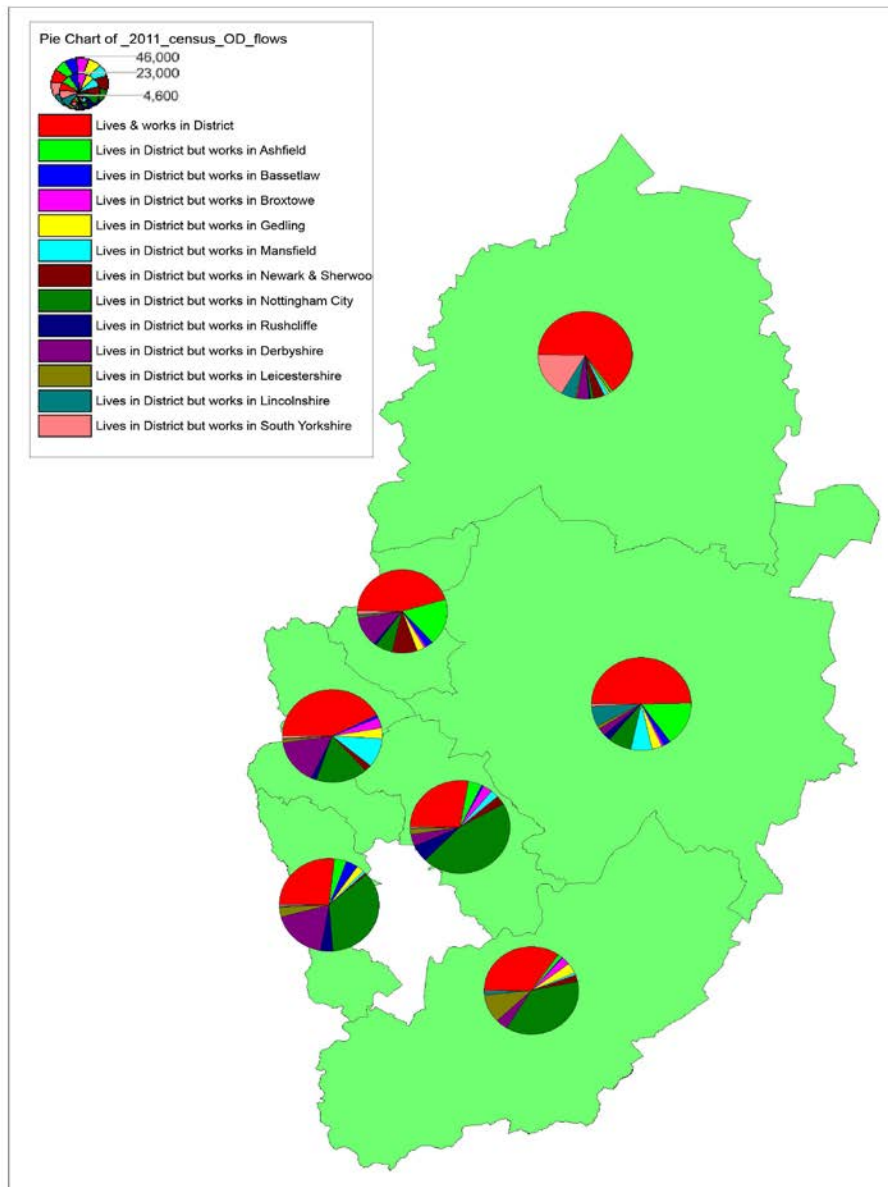 Pie Chart of _2011_census_OD_flows
46,000
23,000
4,600
Lives & works in District
Lives in District but works in Ashfield
Lives in District but works in Bassetlaw
Lives in District but works in Broxtowe
Lives in District but works in Gedling
Lives in District but works in Mansfield
Lives in District but works in Newark & Sherwoo
Lives in District but works in Nottingham City
Lives in District but works in Rushcliffe
Lives in District but works in Derbyshire
Lives in District but works in Leicestershire
Lives in District but works in Lincolnshire
Lives in District but works in South Yorkshire